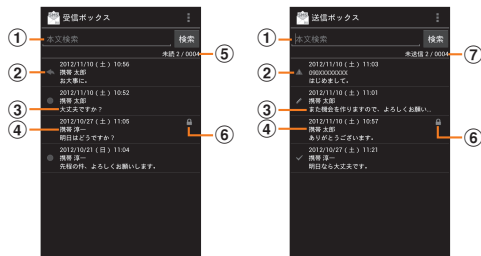 受信ボックス
① 本文検索 検索
未読 2 / 0004 ⑤
2012/11/10 ( 土 ) 10:56
② 携帯 太郎
お大事に。
2012/11/10 ( 土 ) 10:52
携帯 太郎
③ 大丈夫ですか？
2012/10/27 ( 土 ) 11:05
④ 携帯 淳一
明日はどうですか？
⑥
2012/10/21 ( 日 ) 11:04
携帯 淳一
先程の件、よろしくお願いします。
送信ボックス
① 本文検索 検索
未送信 2 / 0004 ⑦
2012/11/10 ( 土 ) 11:03
② 090XXXXXXXX
はじめまして。
2012/11/10 ( 土 ) 11:01
携帯 太郎
③ また機会を作りますので、よろしくお願い...
2012/10/27 ( 土 ) 10:57
④ 携帯 太郎
ありがとうございます。
⑥
2012/10/27 ( 土 ) 11:21
携帯 淳一
明日なら大丈夫です。